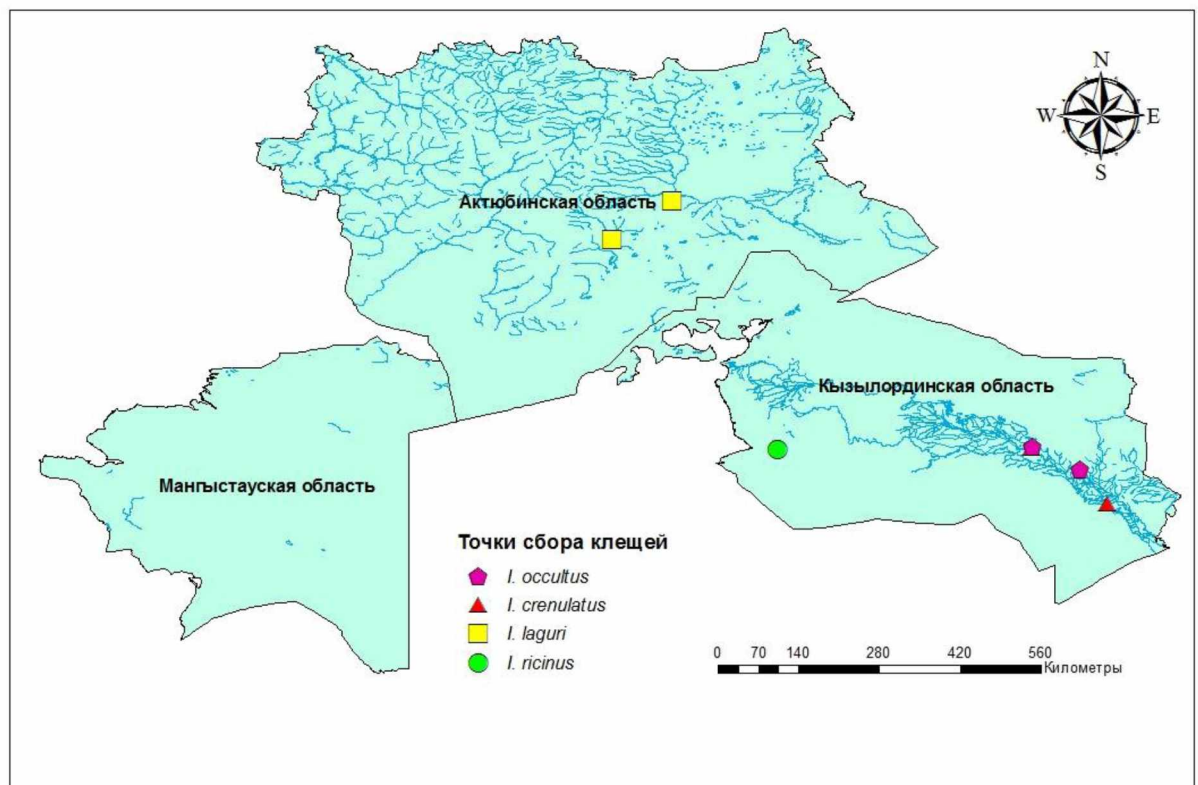 N
W
E
S
Актюбинская область
Кызылординская область
Мангыстауская область
Точки сбора клещей
I. occultus
I. crenulatus
I. laguri
I. ricinus
0 70 140 280 420 560
Километры